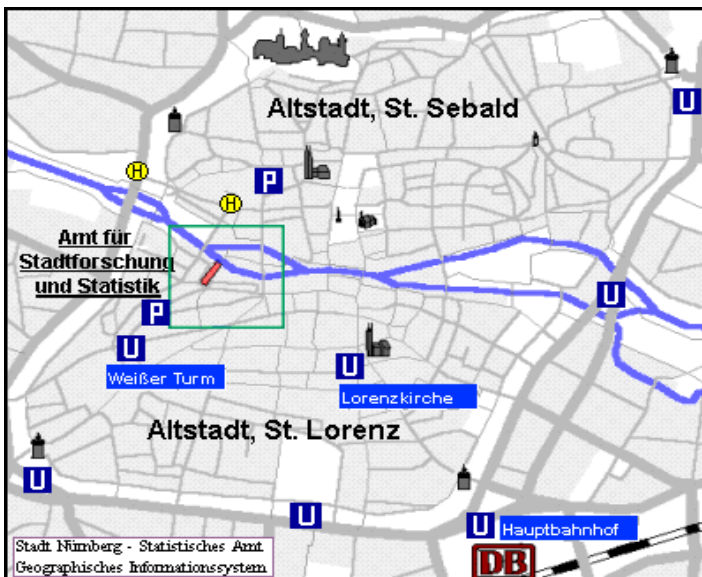 Altstadt, St. Sebald
U
H
P
H
Amt für
Stadtforschung
und Statistik
U
P
U
Weißer Turm
U
Lorenzkirche
Altstadt, St. Lorenz
U
U
U
Hauptbahnhof
Stadt Nürnberg - Statistisches Amt
Geographisches Informationssystem
DB